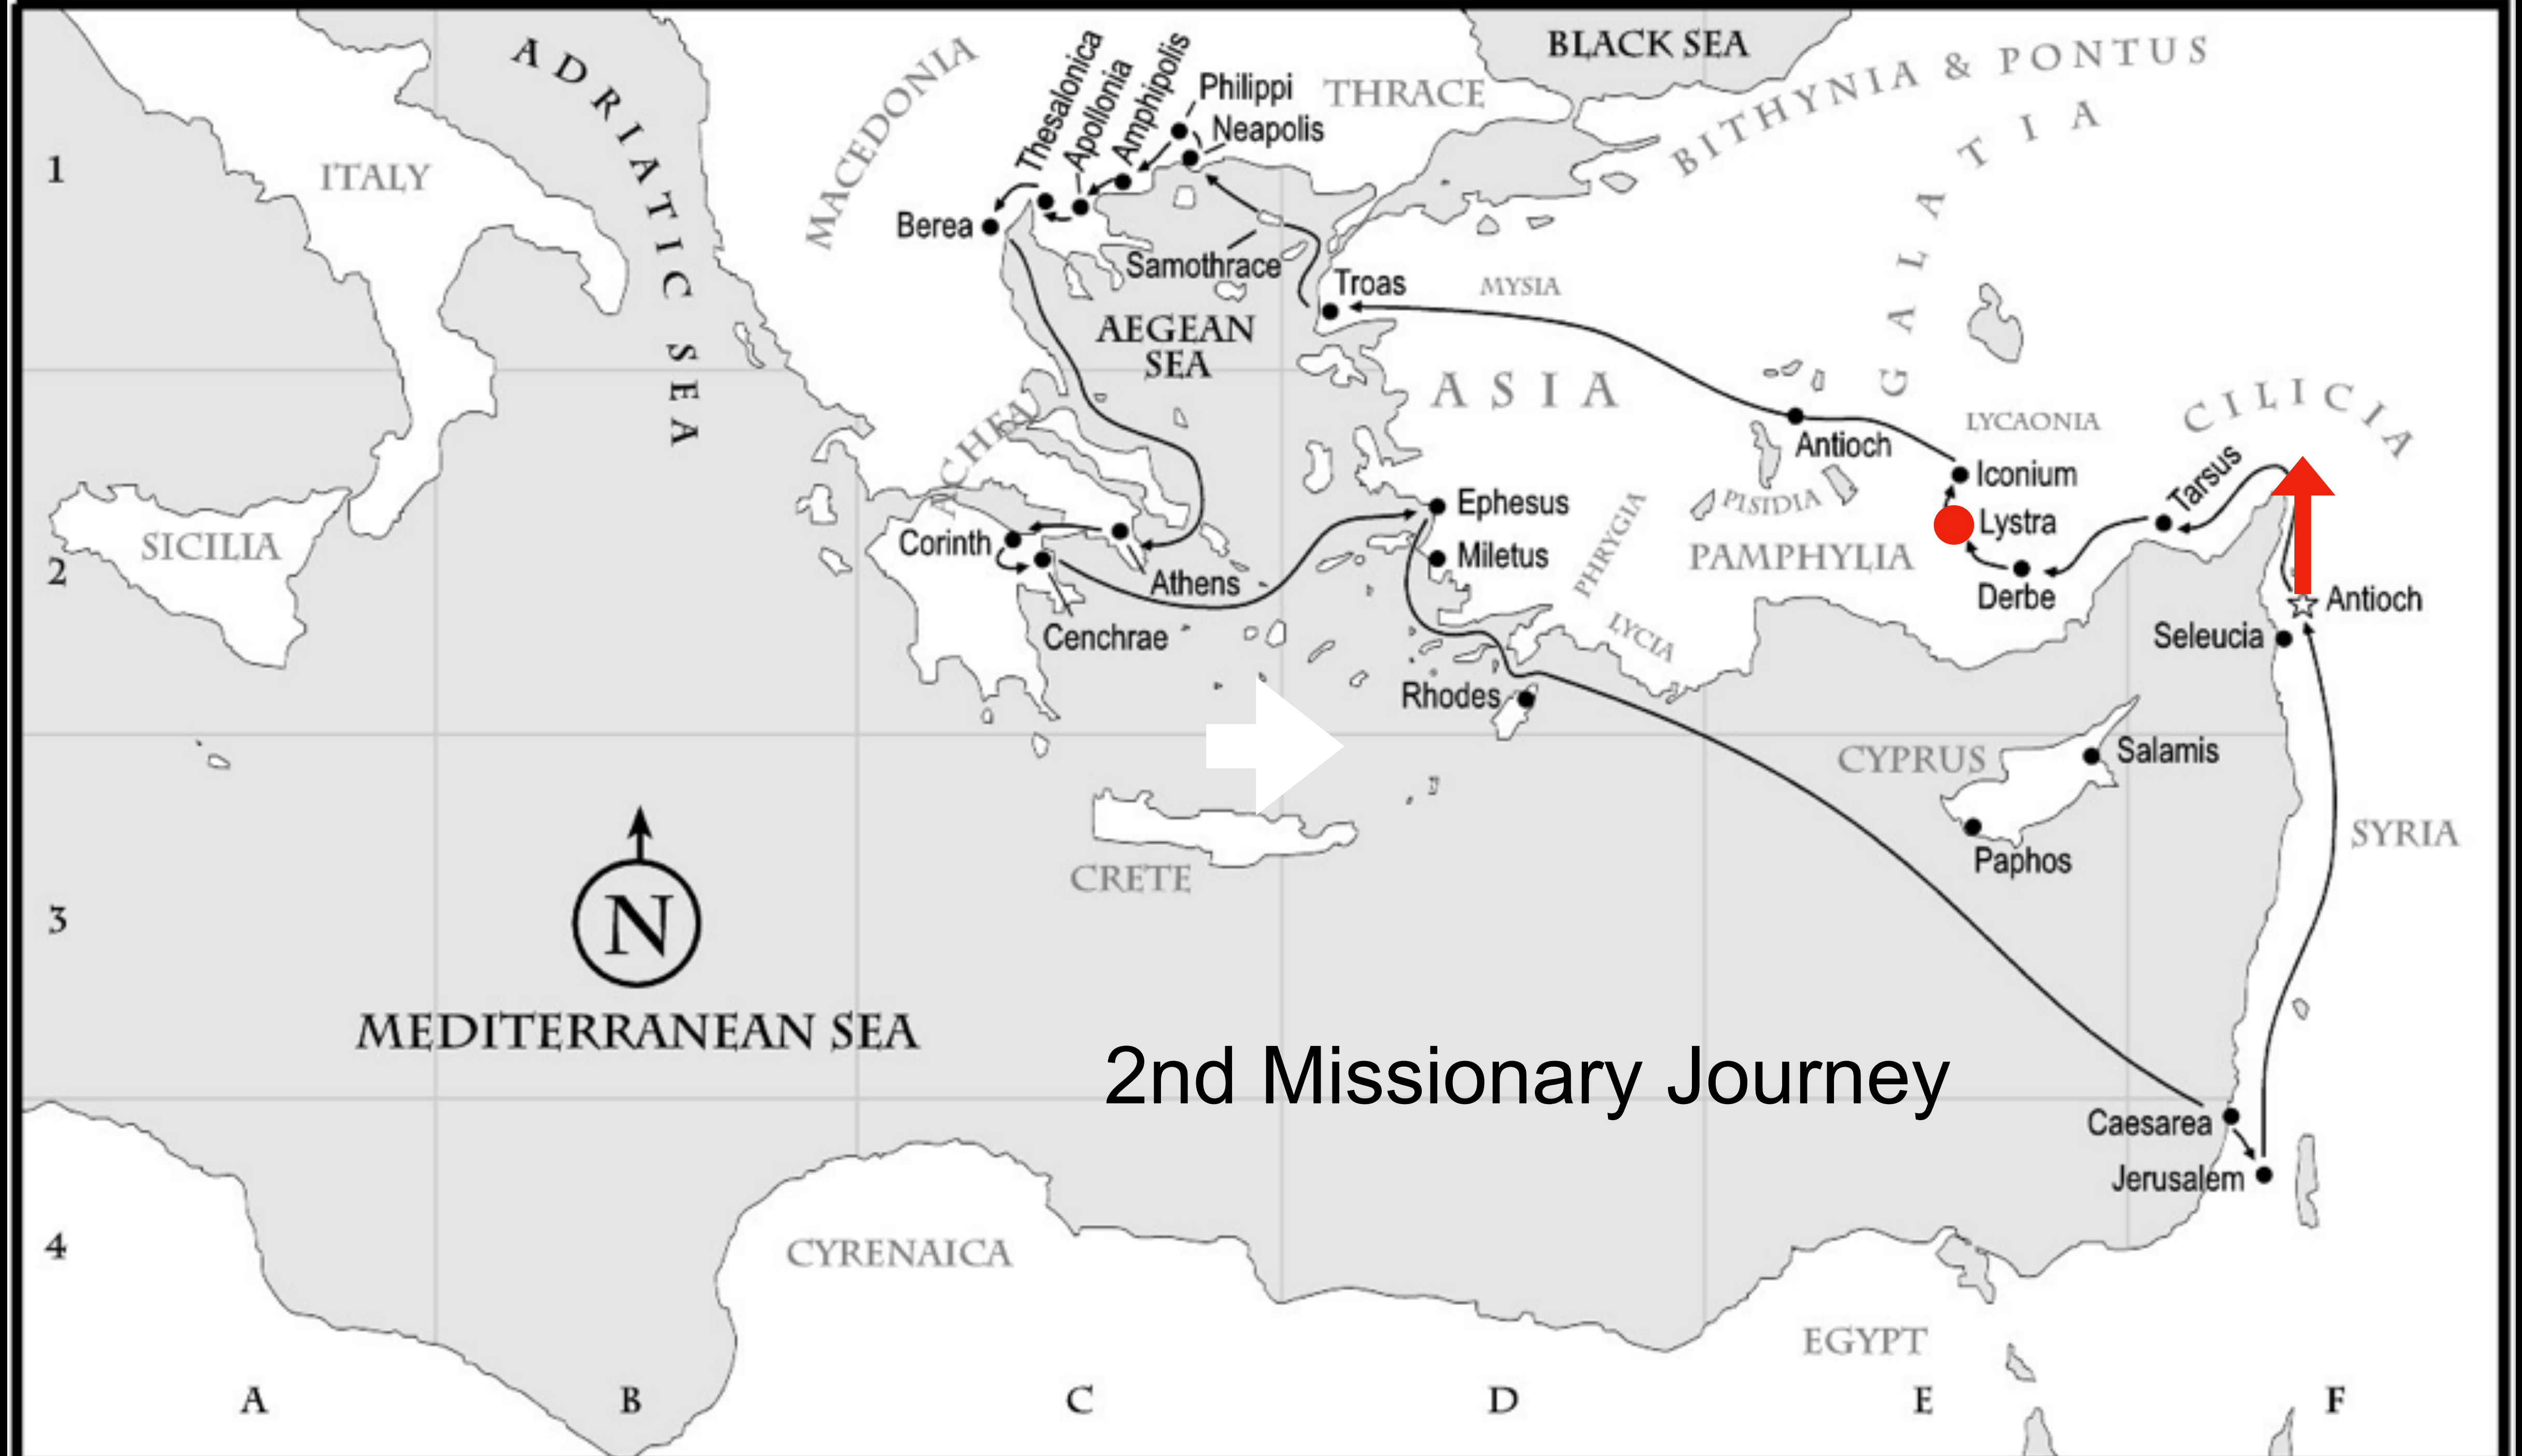 ADRIATIC SEA
MACEDONIA
Thesalonica
Apollonia
Amphipolis
Philippi
Neapolis
THRACE
BLACK SEA
BITHYNIA & PONTUS
GALATIA
1
ITALY
Berea
Samothrace
Troas
MYSIA
AEGEAN
SEA
ASIA
ACHEA
LYCAONIA
CILICIA
Antioch
Iconium
Tarsus
PISIDIA
Lystra
Ephesus
PHRYGIA
PAMPHYLIA
SICILIA
Corinth
Miletus
2
Athens
Derbe
Antioch
Cenchrae
LYCIA
Seleucia
Rhodes
CYPRUS
Salamis
SYRIA
Paphos
CRETE
3
N
MEDITERRANEAN SEA
2nd Missionary Journey
Caesarea
Jerusalem
4
CYRENAICA
EGYPT
A B C D E F